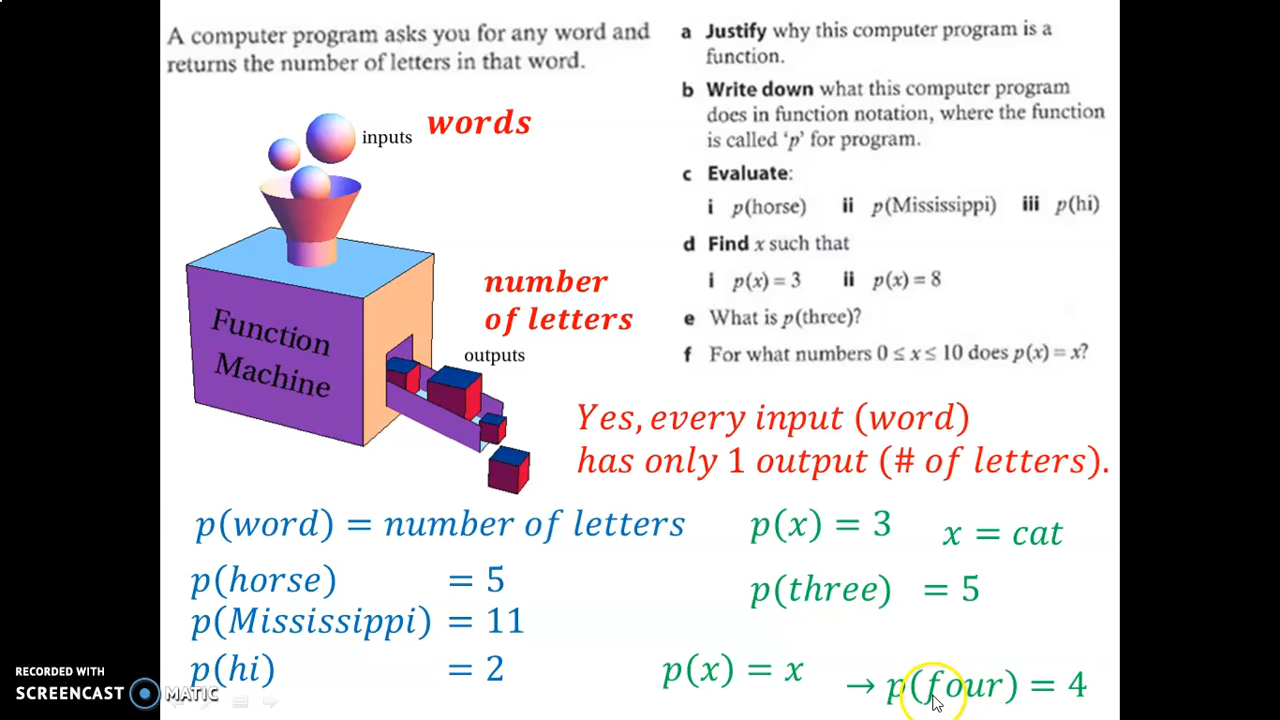 A computer program asks you for any word and
returns the number of letters in that word.
inputs words
Function
Machine
number
of letters
outputs
a Justify why this computer program is a
function.
b Write down what this computer program
does in function notation, where the function
is called ‘p’ for program.
c Evaluate:
i p(horse) ii p(Mississippi) iii p(hi)
d Find x such that
i p(x) = 3 ii p(x) = 8
e What is p(three)?
f For what numbers 0 ≤ x ≤ 10 does p(x) = x?
Yes, every input (word)
has only 1 output (# of letters).
p(word) = number of letters
p(horse) = 5
p(Mississippi) = 11
p(hi) = 2
p(x) = 3 x = cat
p(three) = 5
p(x) = x → p(four) = 4
RECORDED WITH
SCREENCAST MATIC